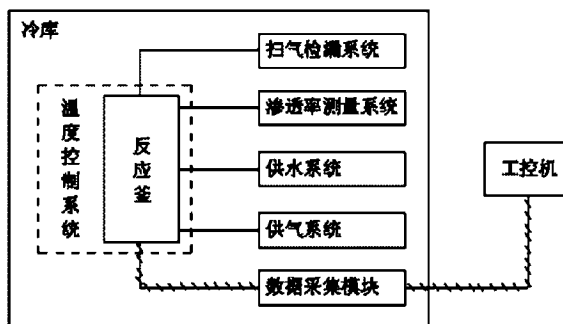 冷库
扫气检漏系统
渗透率测量系统
温度控制系统
反应釜
供水系统
工控机
供气系统
数据采集模块